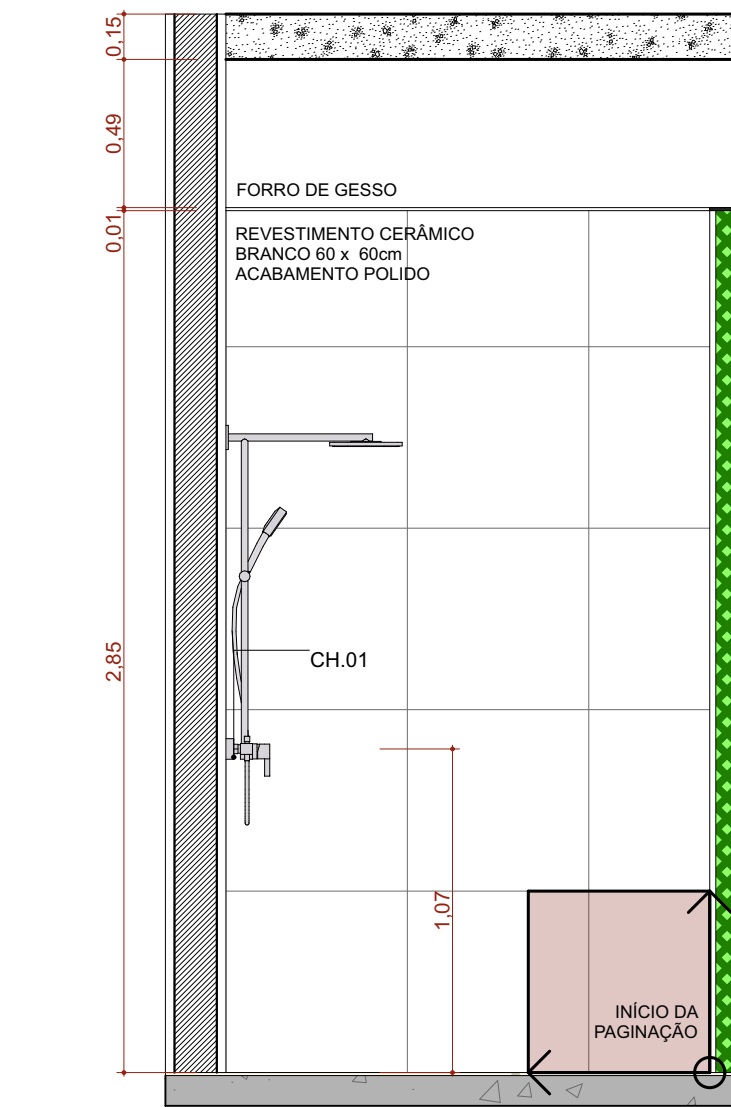 0,15
0,49
FORRO DE GESSO
0,01
REVESTIMENTO CERÂMICO
BRANCO 60 x  60cm
ACABAMENTO POLIDO
2,85
CH.01
1,07
INÍCIO DA
PAGINAÇÃO